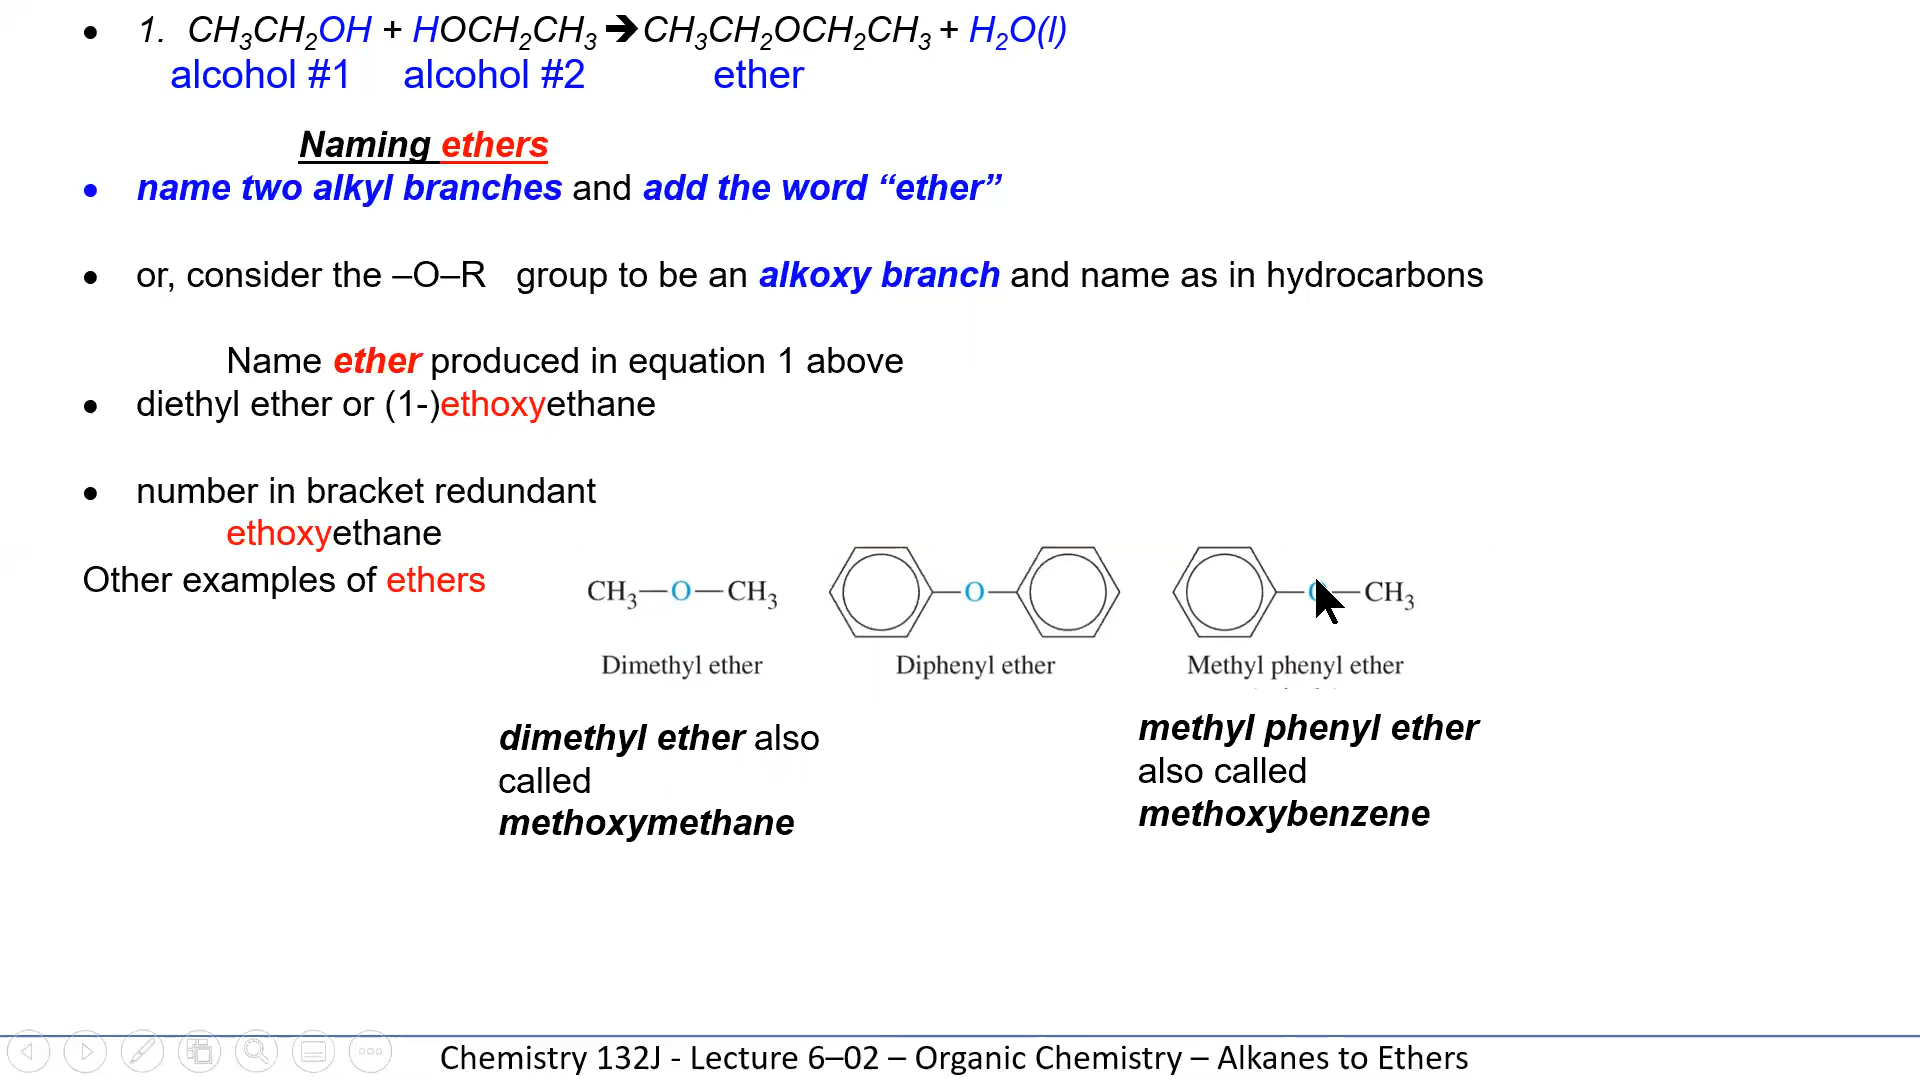 • 1. CH₃CH₂OH + HOCH₂CH₃ ➔ CH₃CH₂OCH₂CH₃ + H₂O(l)
alcohol #1 alcohol #2 ether
Naming ethers
• name two alkyl branches and add the word “ether”
• or, consider the –O–R group to be an alkoxy branch and name as in hydrocarbons
Name ether produced in equation 1 above
• diethyl ether or (1-)ethoxyethane
• number in bracket redundant
ethoxyethane
Other examples of ethers
CH₃—O—CH₃
O
CH₃
Dimethyl ether
Diphenyl ether
Methyl phenyl ether
dimethyl ether also
called
methoxymethane
methyl phenyl ether
also called
methoxybenzene
Chemistry 132J - Lecture 6–02 – Organic Chemistry – Alkanes to Ethers